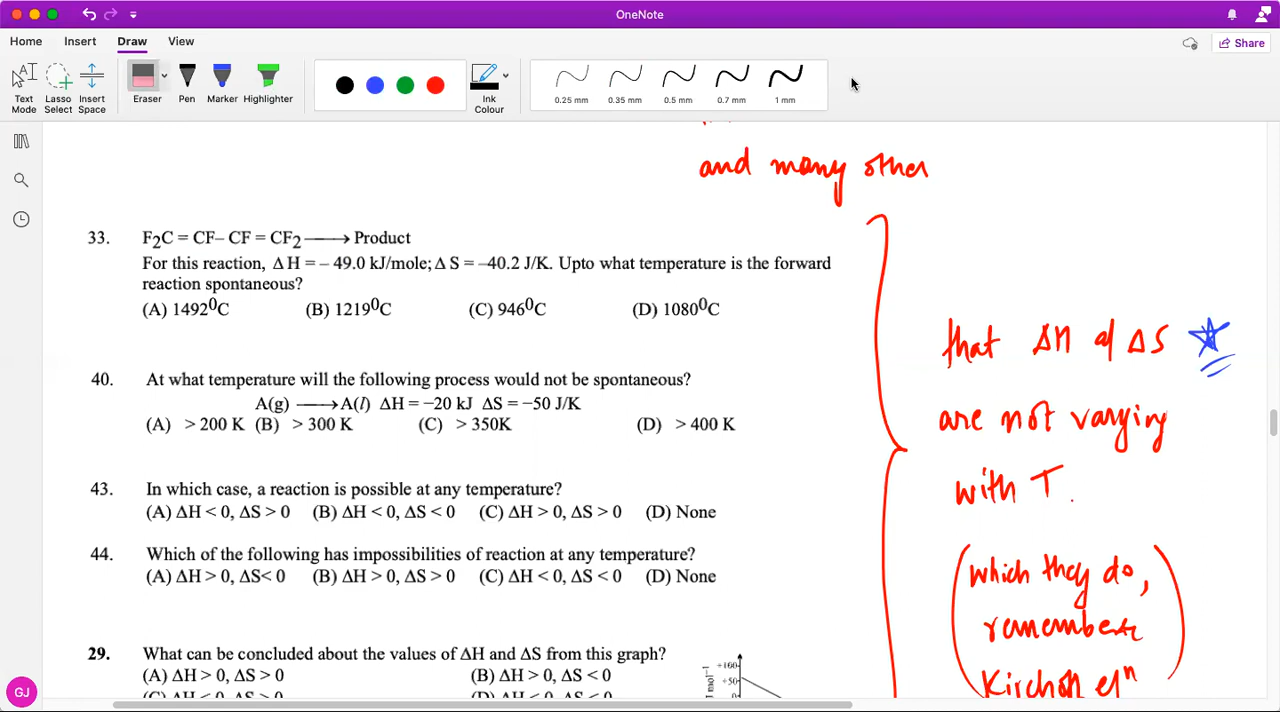 OneNote
Home Insert Draw View
Share
Text Mode
Lasso Select
Insert Space
Eraser
Pen
Marker
Highlighter
Ink Colour
0.25 mm
0.35 mm
0.5 mm
0.7 mm
1 mm
and many other
33. F2C = CF– CF = CF2 ⟶ Product
For this reaction, Δ H = – 49.0 kJ/mole; Δ S = –40.2 J/K. Upto what temperature is the forward
reaction spontaneous?
(A) 1492⁰C (B) 1219⁰C (C) 946⁰C (D) 1080⁰C
40. At what temperature will the following process would not be spontaneous?
A(g) ⟶ A(l) ΔH = −20 kJ ΔS = −50 J/K
(A) > 200 K (B) > 300 K (C) > 350K (D) > 400 K
43. In which case, a reaction is possible at any temperature?
(A) ΔH < 0, ΔS > 0 (B) ΔH < 0, ΔS < 0 (C) ΔH > 0, ΔS > 0 (D) None
44. Which of the following has impossibilities of reaction at any temperature?
(A) ΔH > 0, ΔS< 0 (B) ΔH > 0, ΔS > 0 (C) ΔH < 0, ΔS < 0 (D) None
29. What can be concluded about the values of ΔH and ΔS from this graph?
(A) ΔH > 0, ΔS > 0 (B) ΔH > 0, ΔS < 0
+160
+50
0
that ΔH & ΔS
are not varying
with T.
(which they do,
remember
Kirchoff eqn
GJ